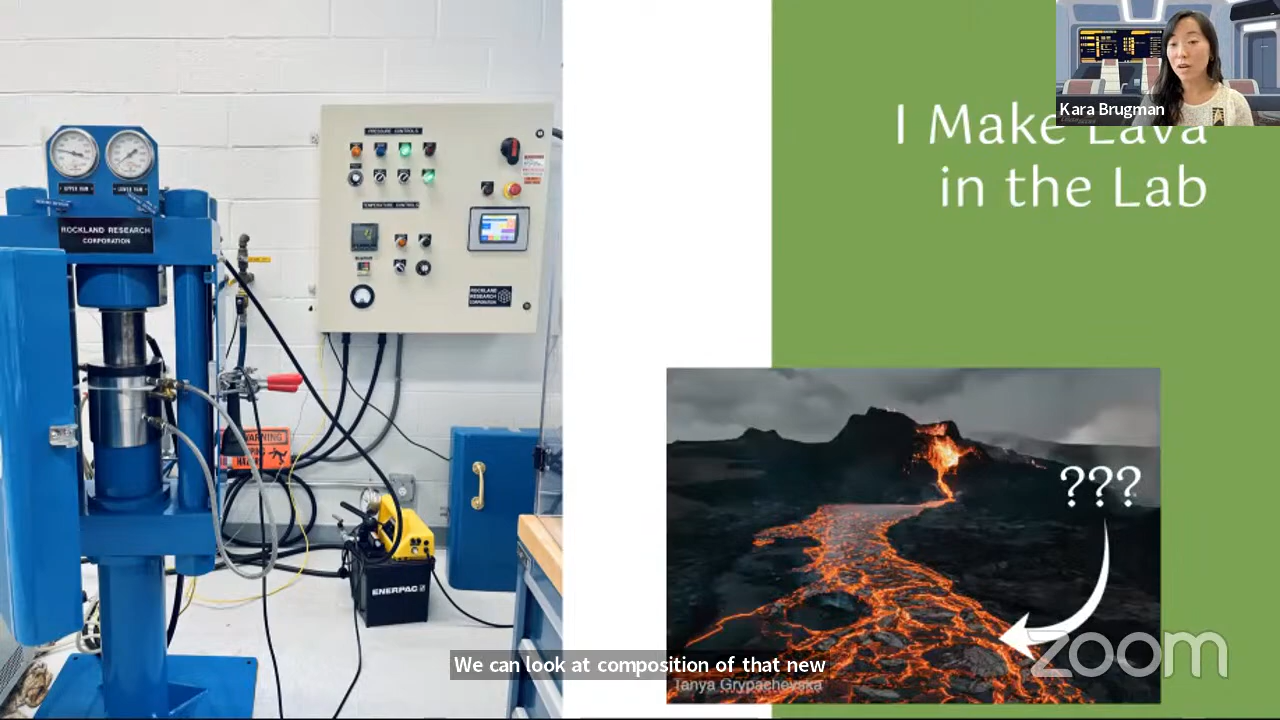 PRESSURE CONTROLS
UPPER RAM
LOWER RAM
ROCKLAND RESEARCH
CORPORATION
TEMPERATURE CONTROLS
ROCKLAND
RESEARCH
CORPORATION
WARNING
ENERPAC
I Make Lava
in the Lab
Kara Brugman
???
We can look at composition of that new
Tanya Grypachevska
zoom